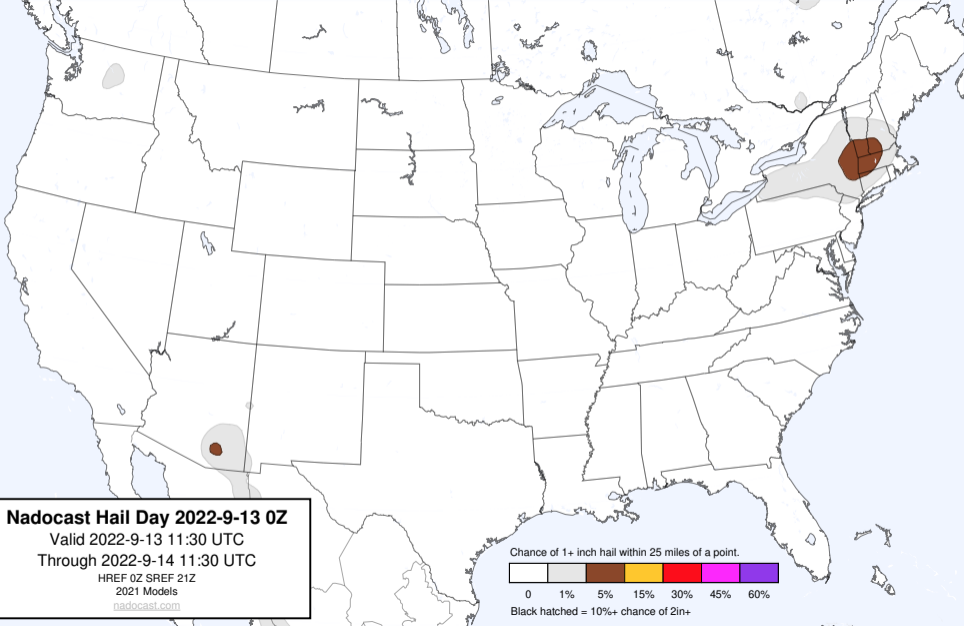 Nadocast Hail Day 2022-9-13 0Z
Valid 2022-9-13 11:30 UTC
Through 2022-9-14 11:30 UTC
HREF 0Z SREF 21Z
2021 Models
nadocast.com
Chance of 1+ inch hail within 25 miles of a point.
0 1% 5% 15% 30% 45% 60%
Black hatched = 10%+ chance of 2in+